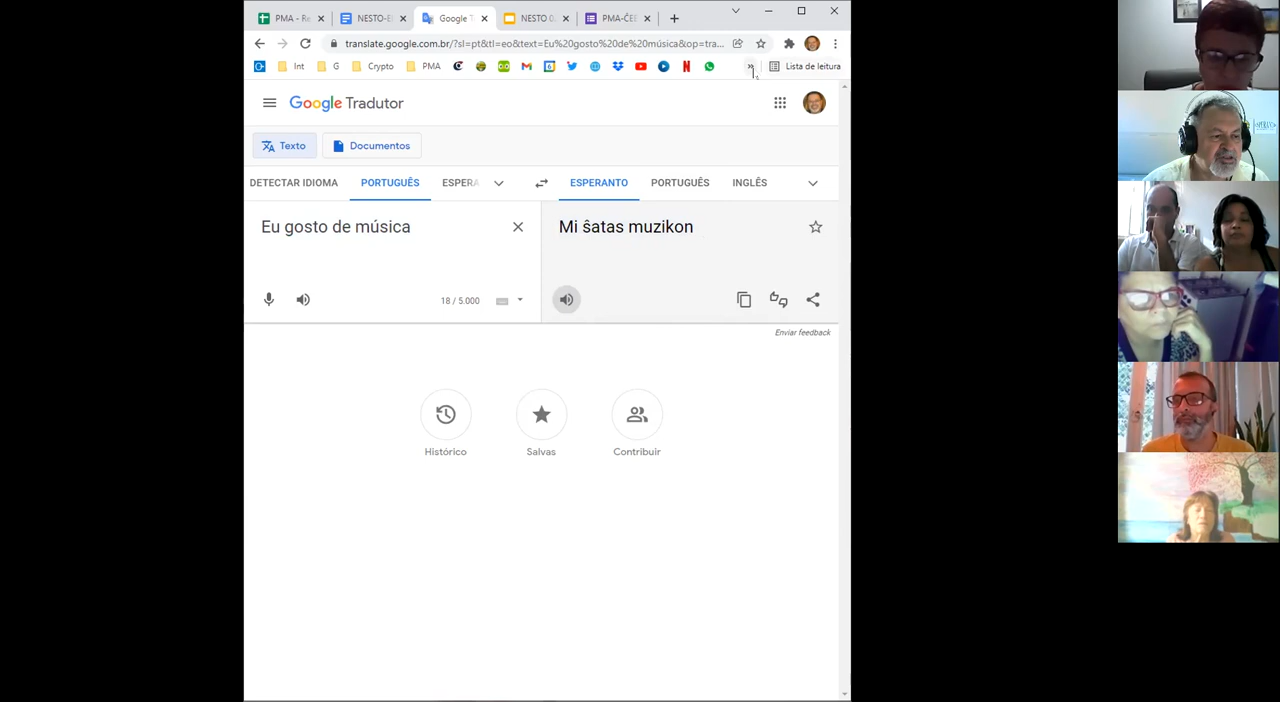 PMA - Re
NESTO-E
Google T
NESTO 0
PMA-ĈEE
translate.google.com.br/?sl=pt&tl=eo&text=Eu%20gosto%20de%20música&op=tra...
Int
G
Crypto
PMA
»
Lista de leitura
Google Tradutor
Texto
Documentos
DETECTAR IDIOMA
PORTUGUÊS
ESPERA
ESPERANTO
PORTUGUÊS
INGLÊS
Eu gosto de música
Mi ŝatas muzikon
18 / 5.000
Enviar feedback
Histórico
Salvas
Contribuir